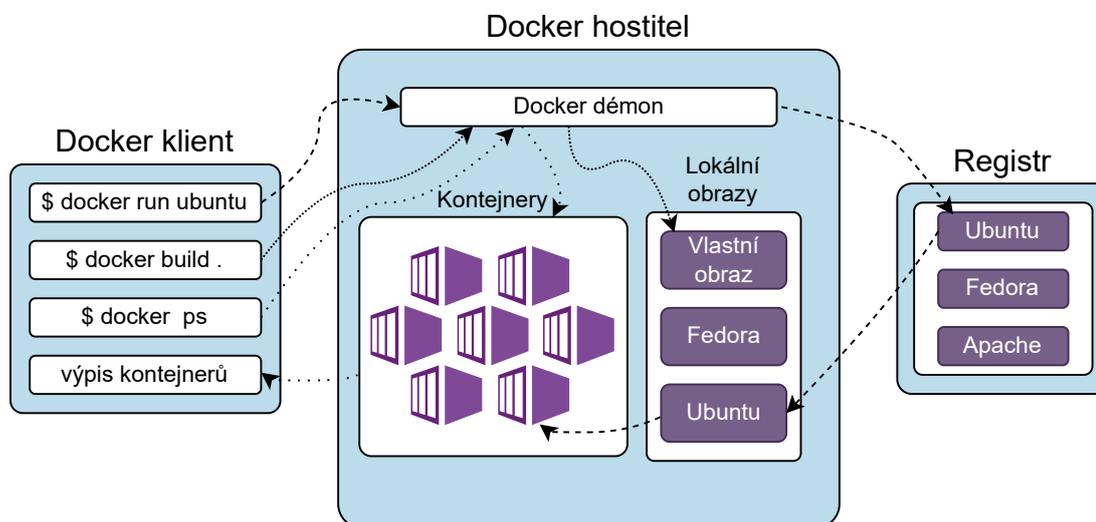 Docker hostitel
Docker démon
Docker klient
$ docker run ubuntu
$ docker build .
$ docker  ps
výpis kontejnerů
Kontejnery
Lokální
obrazy
Vlastní
obraz
Fedora
Ubuntu
Registr
Ubuntu
Fedora
Apache